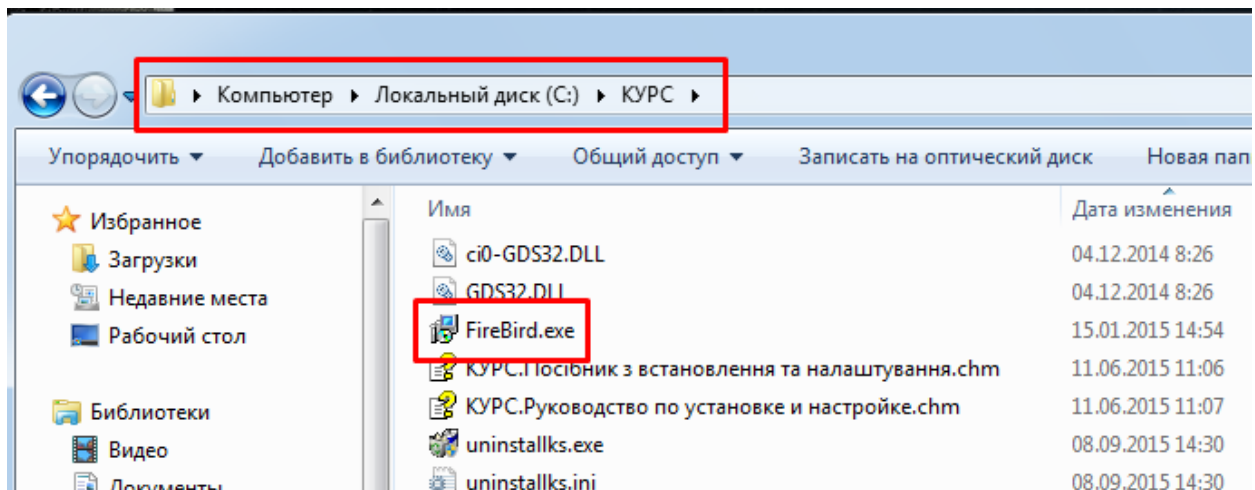 Компьютер Локальный диск (C:) КУРС
Упорядочить Добавить в библиотеку Общий доступ Записать на оптический диск Новая пап
Избранное
Загрузки
Недавние места
Рабочий стол
Библиотеки
Видео
Документы
Имя Дата изменения
ci0-GDS32.DLL 04.12.2014 8:26
GDS32.DLL 04.12.2014 8:26
FireBird.exe 15.01.2015 14:54
КУРС.Посібник з встановлення та налаштування.chm 11.06.2015 11:06
КУРС.Руководство по установке и настройке.chm 11.06.2015 11:07
uninstallks.exe 08.09.2015 14:30
uninstallks.ini 08.09.2015 14:30